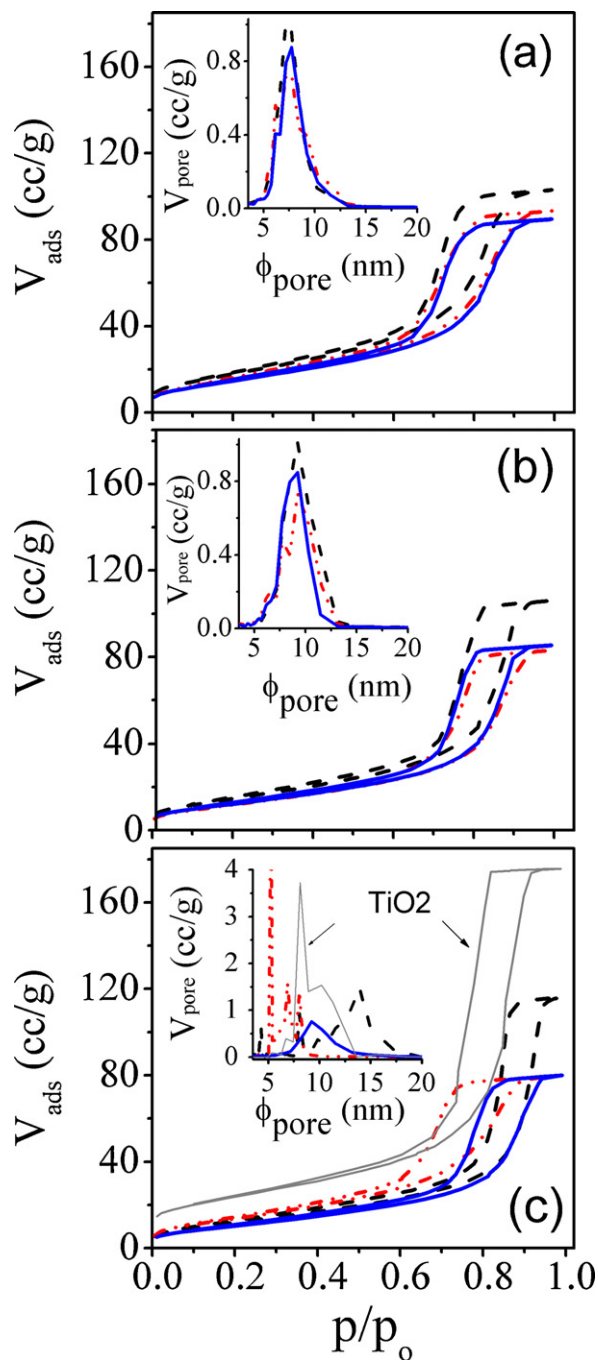 (a)
V_ads (cc/g)
160
120
80
40
0
V_pore (cc/g)
0.8
0.4
0.0
5 10 15 20
ϕ_pore (nm)
(b)
V_ads (cc/g)
160
120
80
40
0
V_pore (cc/g)
0.8
0.4
0.0
5 10 15 20
ϕ_pore (nm)
(c)
V_ads (cc/g)
160
120
80
40
0
V_pore (cc/g)
4
3
2
1
0
TiO2
5 10 15 20
ϕ_pore (nm)
0.0 0.2 0.4 0.6 0.8 1.0
p/p_o